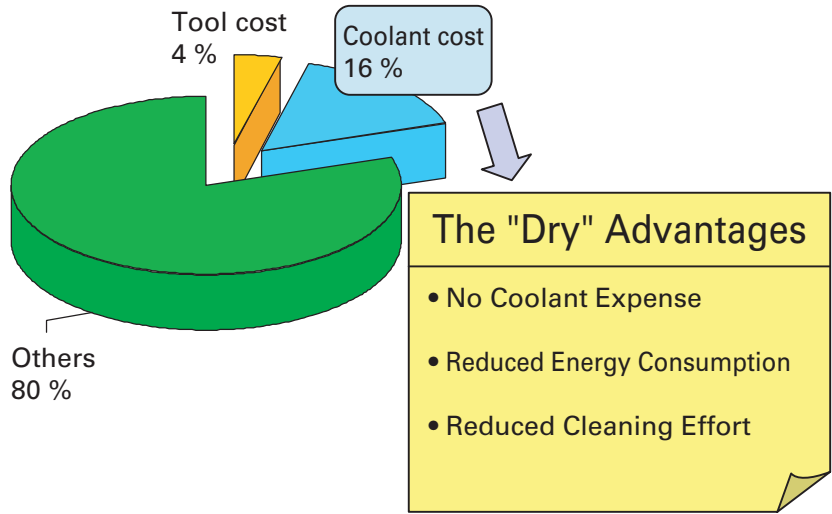 Tool cost
4 %
Coolant cost
16 %
The "Dry" Advantages
• No Coolant Expense
• Reduced Energy Consumption
• Reduced Cleaning Effort
Others
80 %